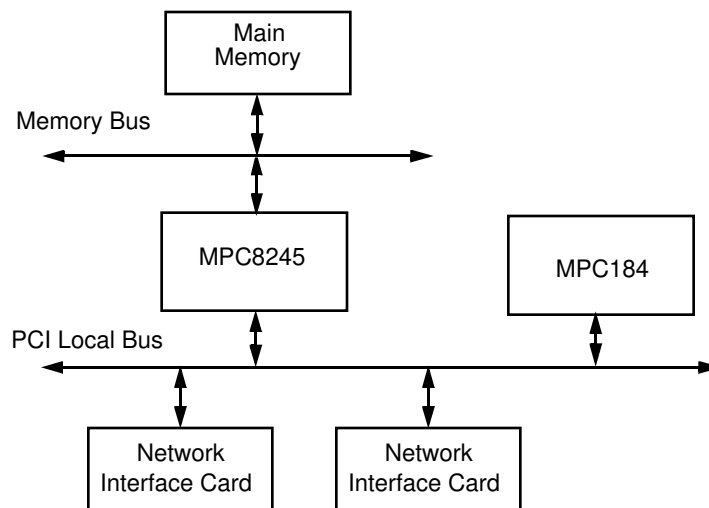 Main
Memory
Memory Bus
MPC8245
MPC184
PCI Local Bus
Network
Interface Card
Network
Interface Card